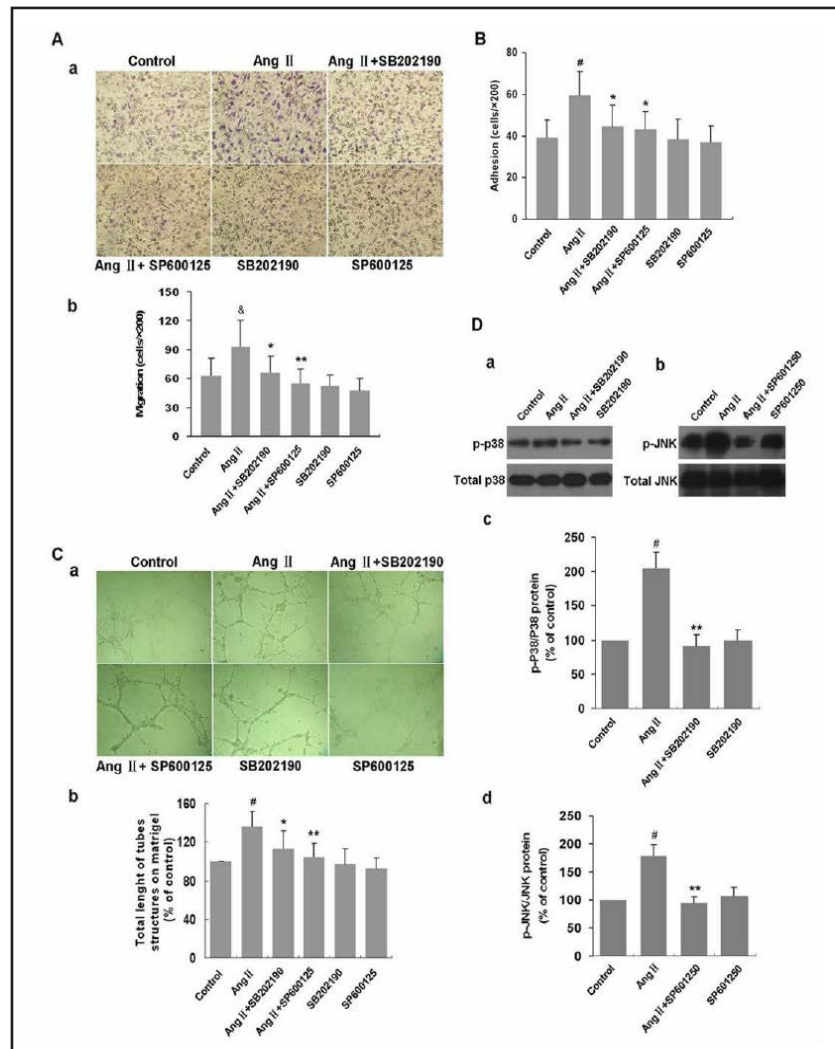 A
a
Control Ang II Ang II+SB202190
Ang II+ SP600125 SB202190 SP600125
b
Migration (cells/×200)
150
120
90
60
30
0
&
*
**
Control
Ang II
Ang II+SB202190
Ang II+SP600125
SB202190
SP600125
B
Adhesion (cells/×200)
80
60
40
20
0
#
*
*
Control
Ang II
Ang II+SB202190
Ang II+SP600125
SB202190
SP600125
C
a
Control Ang II Ang II+SB202190
Ang II+ SP600125 SB202190 SP600125
b
Total lenght of tubes
structures on matrigel
(% of control)
160
120
80
40
0
#
*
**
Control
Ang II
Ang II+SB202190
Ang II+SP600125
SB202190
SP600125
D
a
Control
Ang II
Ang II+SB202190
SB202190
p-p38
Total p38
b
Control
Ang II
Ang II+SP601250
SP601250
p-JNK
Total JNK
c
p-P38/P38 protein
(% of control)
250
200
150
100
50
0
#
**
Control
Ang II
Ang II+SB202190
SB202190
d
p-JNK/JNK protein
(% of control)
250
200
150
100
50
0
#
**
Control
Ang II
Ang II+SP601250
SP601250